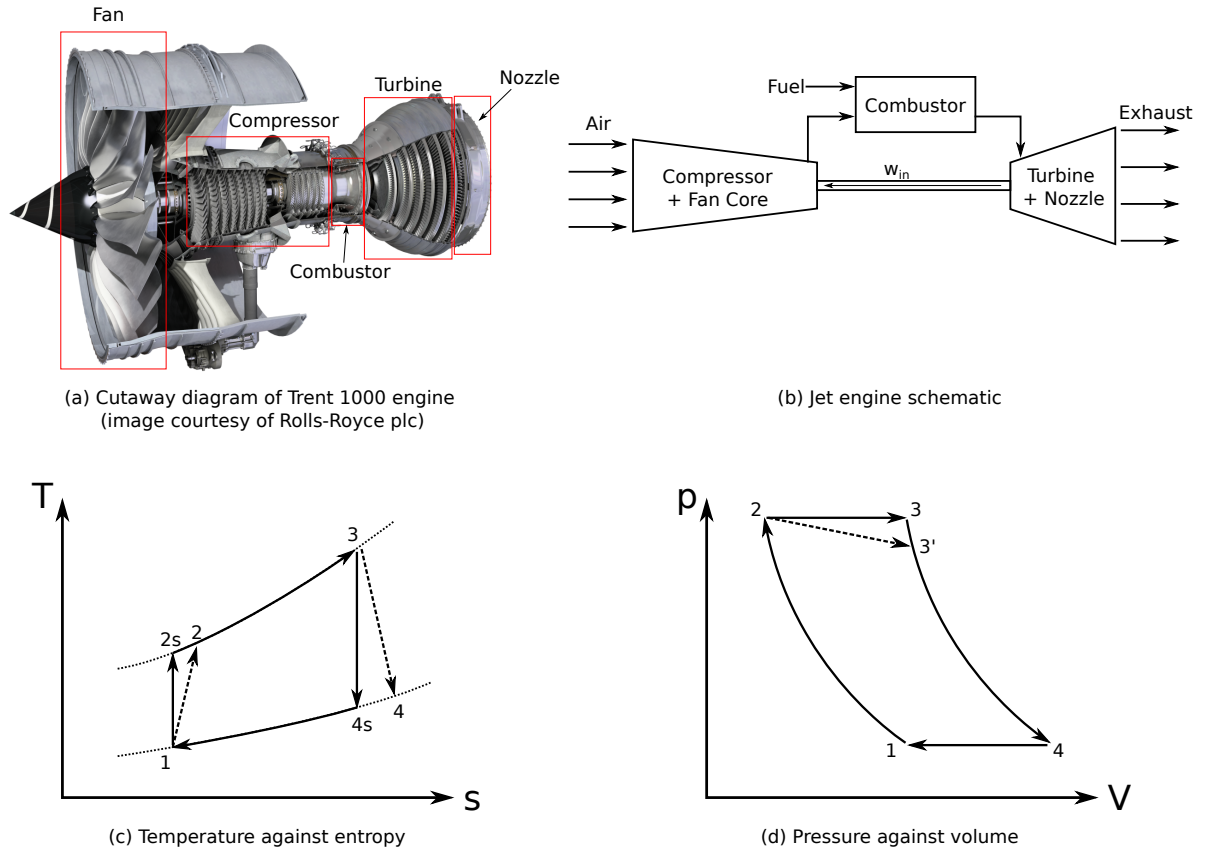 Fan
Nozzle
Turbine
Compressor
Combustor
(a) Cutaway diagram of Trent 1000 engine
(image courtesy of Rolls-Royce plc)
Fuel
Combustor
Air
Exhaust
w_in
Compressor
+ Fan Core
Turbine
+ Nozzle
(b) Jet engine schematic
T
3
2s
2
4s
4
1
s
(c) Temperature against entropy
p
2
3
3'
1
4
V
(d) Pressure against volume